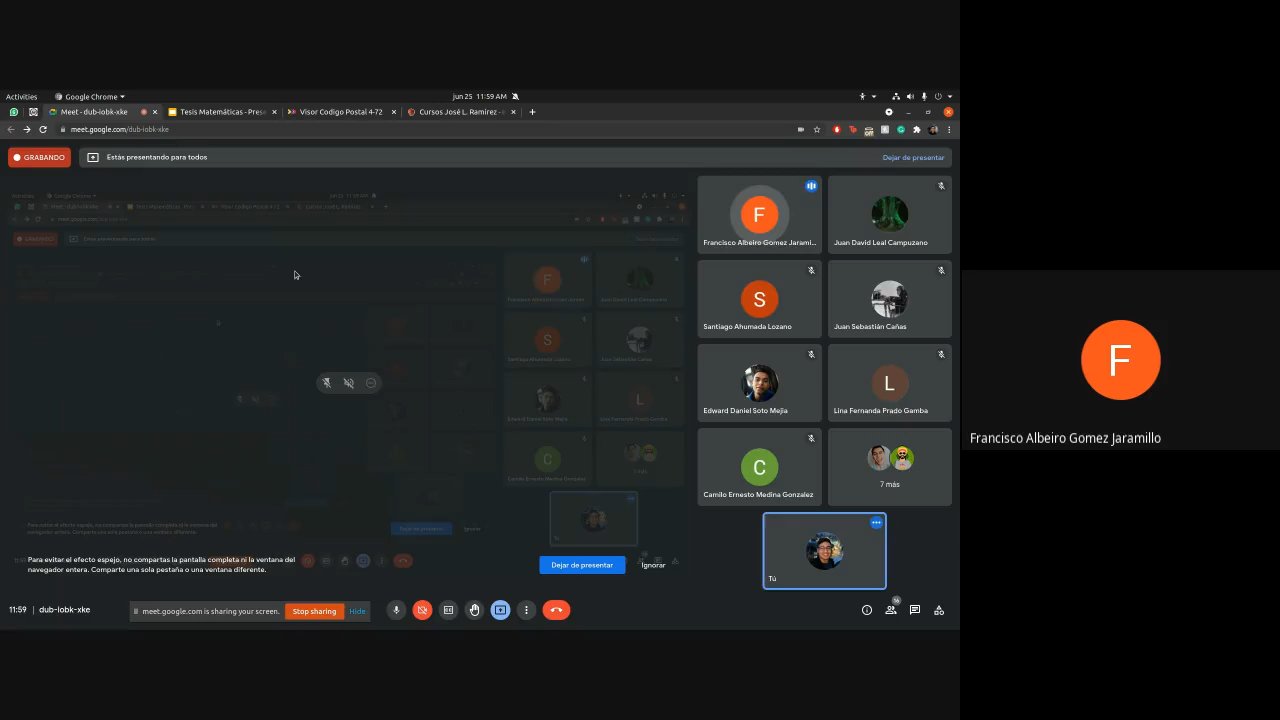 Activities
Google Chrome
jun 25 11:59 AM
Meet - dub-iobk-xke
Tesis Matemáticas - Prese
Visor Codigo Postal 4-72
Cursos José L. Ramírez -
meet.google.com/dub-iobk-xke
GRABANDO
Estás presentando para todos
Dejar de presentar
F
Francisco Albeiro Gomez Jarami...
Juan David Leal Campuzano
S
Santiago Ahumada Lozano
Juan Sebastián Cañas
Edward Daniel Soto Mejia
L
Lina Fernanda Prado Gamba
C
Camilo Ernesto Medina Gonzalez
7 más
Tú
F
Francisco Albeiro Gomez Jaramillo
Para evitar el efecto espejo, no compartas la pantalla completa ni la ventana del
navegador entera. Comparte una sola pestaña o una ventana diferente.
Dejar de presentar
Ignorar
11:59 | dub-iobk-xke
meet.google.com is sharing your screen.
Stop sharing
Hide
16